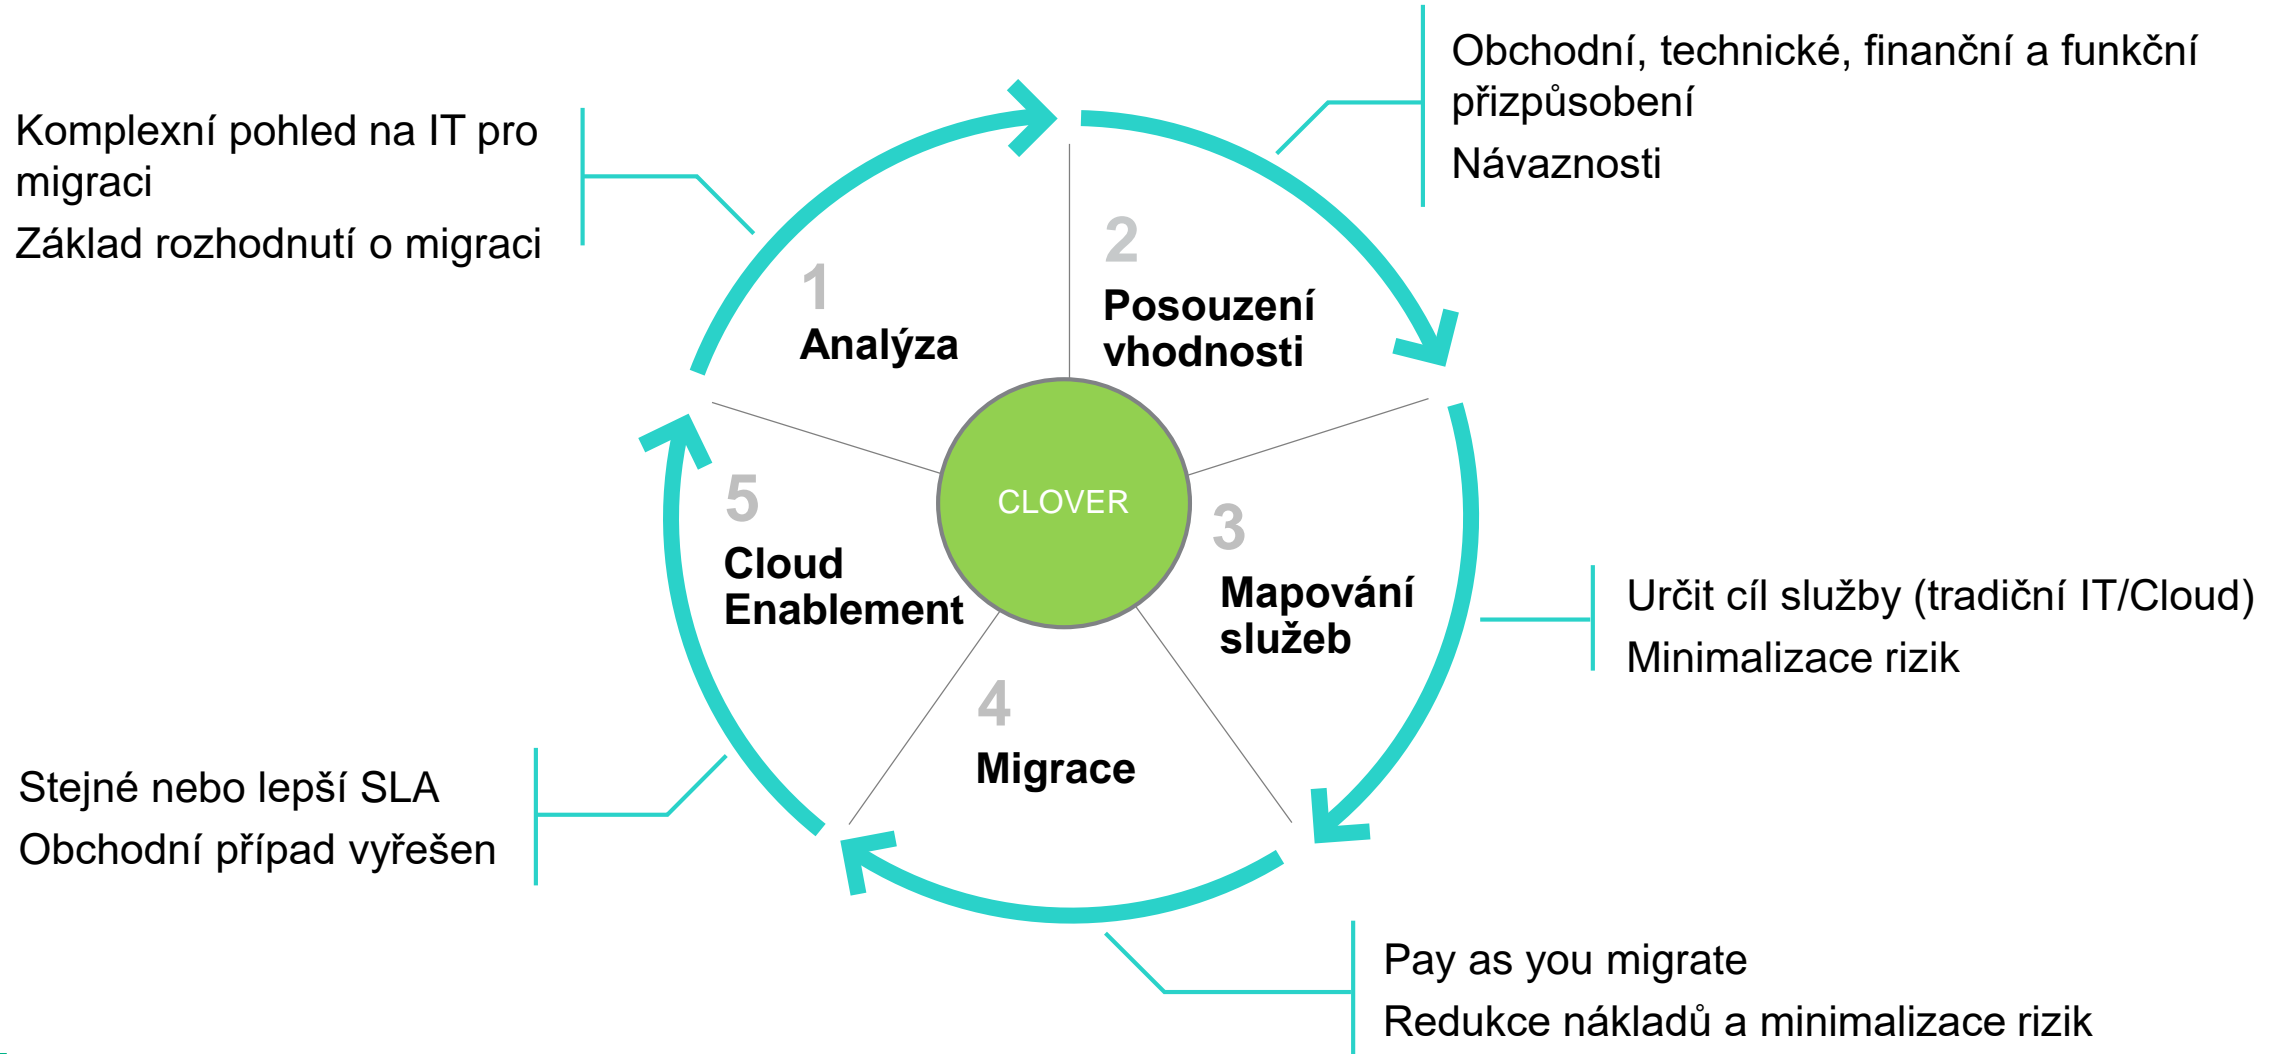 Komplexní pohled na IT pro
migraci
Základ rozhodnutí o migraci
1
Analýza
Obchodní, technické, finanční a funkční
přizpůsobení
Návaznosti
2
Posouzení
vhodnosti
CLOVER
3
Mapování
služeb
Určit cíl služby (tradiční IT/Cloud)
Minimalizace rizik
4
Migrace
Pay as you migrate
Redukce nákladů a minimalizace rizik
5
Cloud
Enablement
Stejné nebo lepší SLA
Obchodní případ vyřešen